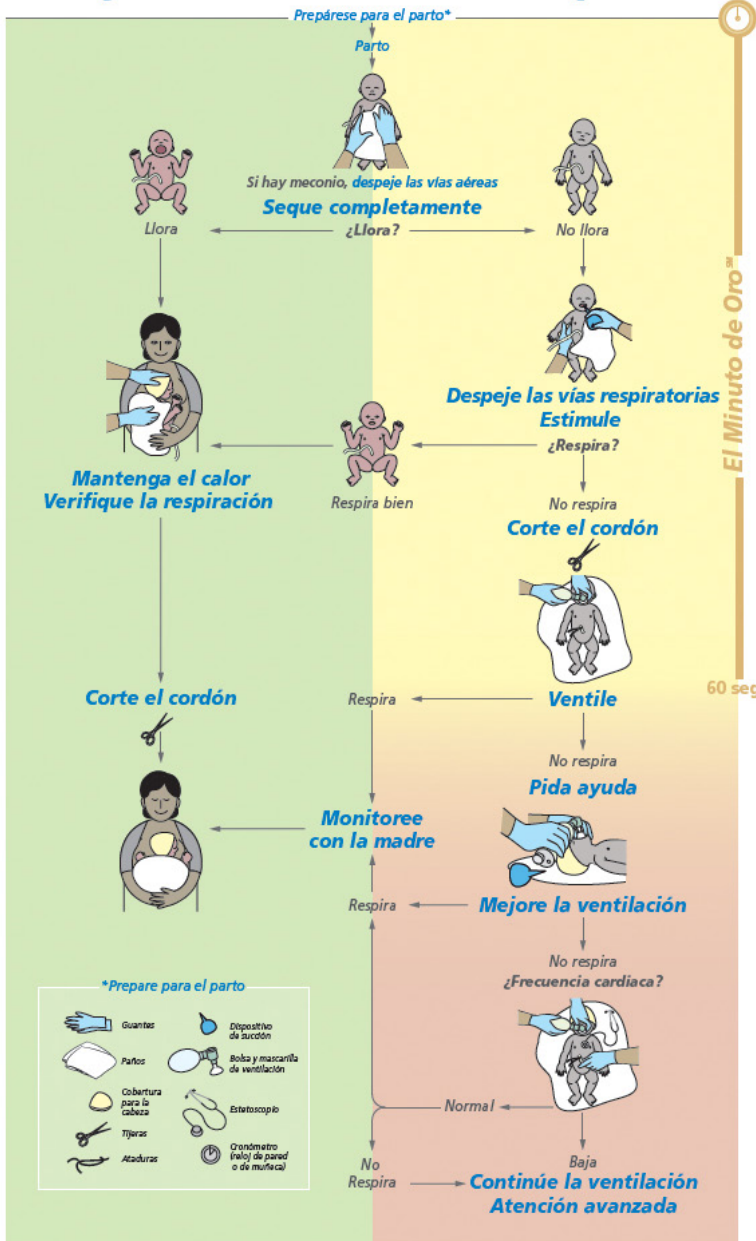 Prepárese para el parto*
Parto
Si hay meconio, despeje las vías aéreas
Seque completamente
Llora
¿Llora?
No llora
El Minuto de Oro℠
Despeje las vías respiratorias
Estimule
¿Respira?
Mantenga el calor
Verifique la respiración
Respira bien
No respira
Corte el cordón
Corte el cordón
Respira
Ventile
60 seg
No respira
Pida ayuda
Monitoree
con la madre
Respira
Mejore la ventilación
No respira
¿Frecuencia cardiaca?
*Prepare para el parto
Guantes
Dispositivo
de succión
Paños
Bolsa y mascarilla
de ventilación
Cobertura
para la
cabeza
Estetoscopio
Tijeras
Ataduras
Cronómetro
(reloj de pared
o de muñeca)
Normal
No
Respira
Baja
Continúe la ventilación
Atención avanzada